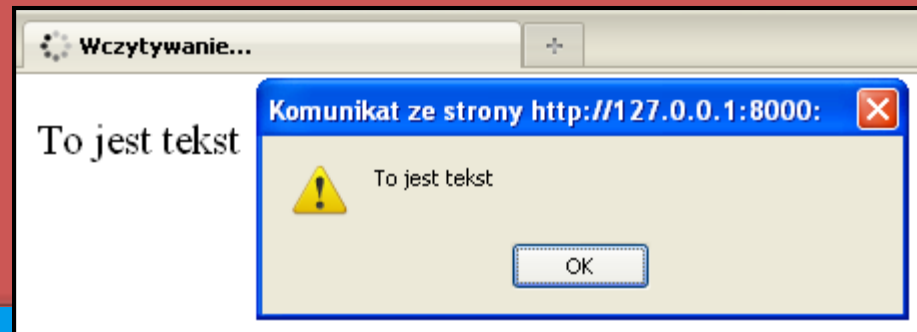 Wczytywanie...
To jest tekst
Komunikat ze strony http://127.0.0.1:8000:
To jest tekst
OK